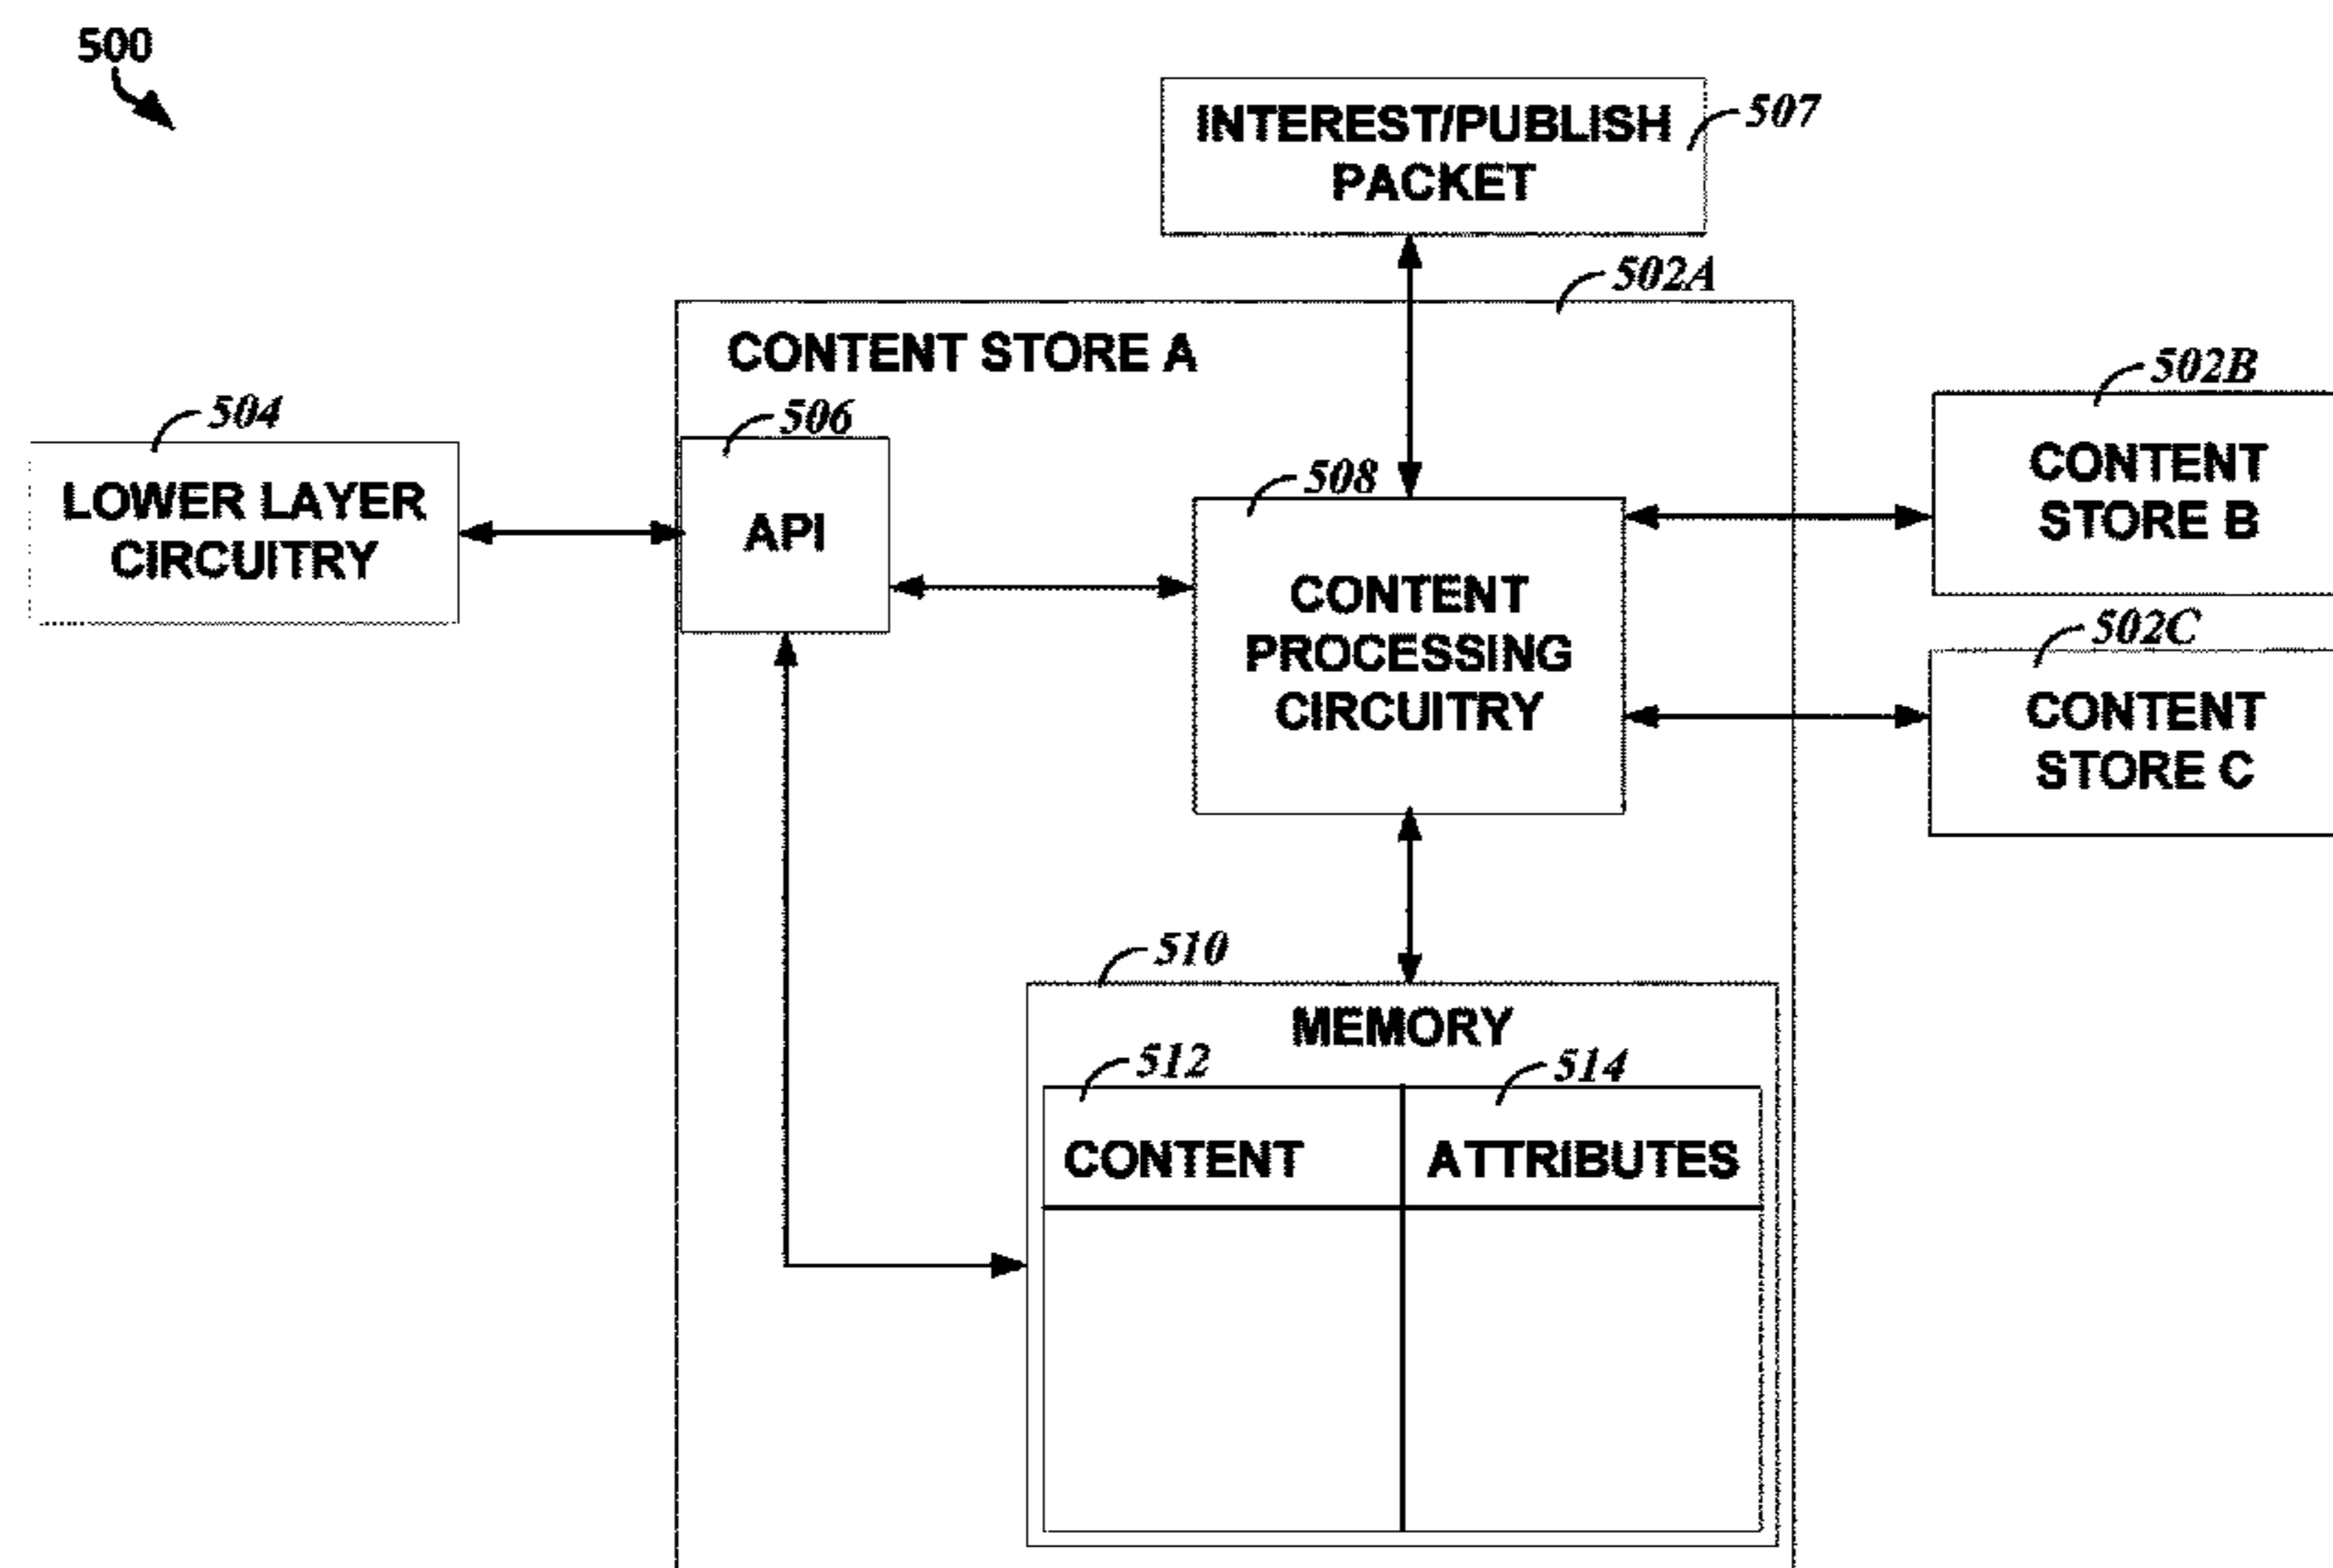 500
INTEREST/PUBLISH
PACKET
507
502A
CONTENT STORE A
504
LOWER LAYER
CIRCUITRY
506
API
508
CONTENT
PROCESSING
CIRCUITRY
502B
CONTENT
STORE B
502C
CONTENT
STORE C
510
MEMORY
512
514
CONTENT
ATTRIBUTES